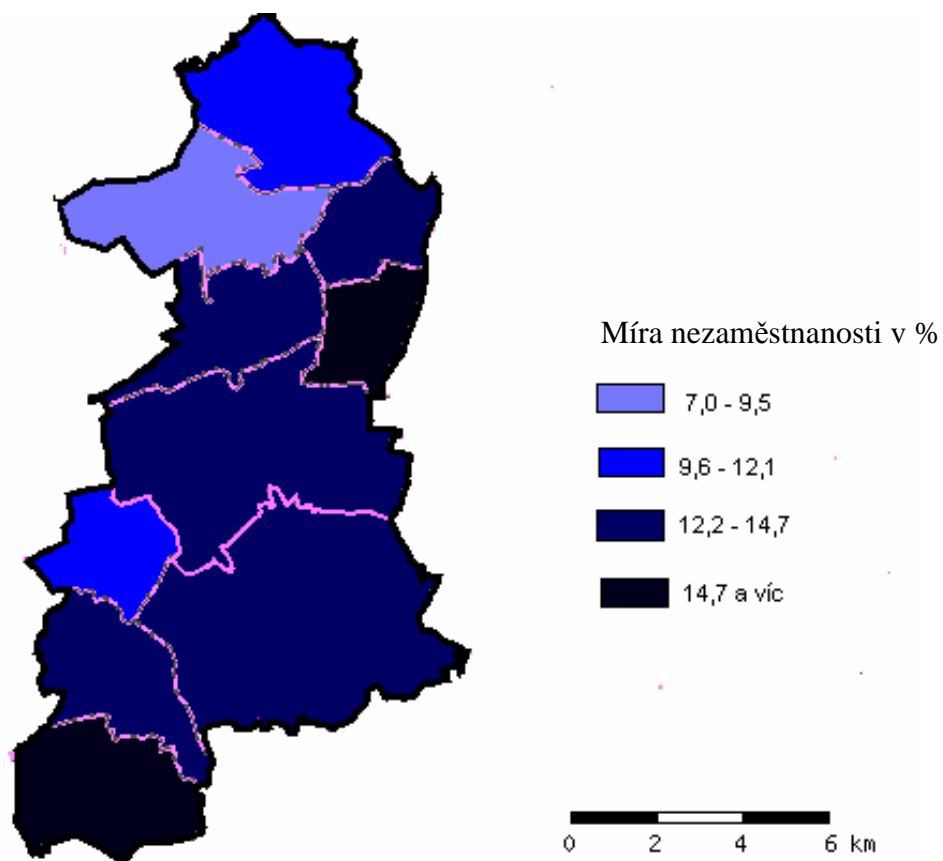 Míra nezaměstnanosti v %
7,0 - 9,5
9,6 - 12,1
12,2 - 14,7
14,7 a víc
0 2 4 6 km